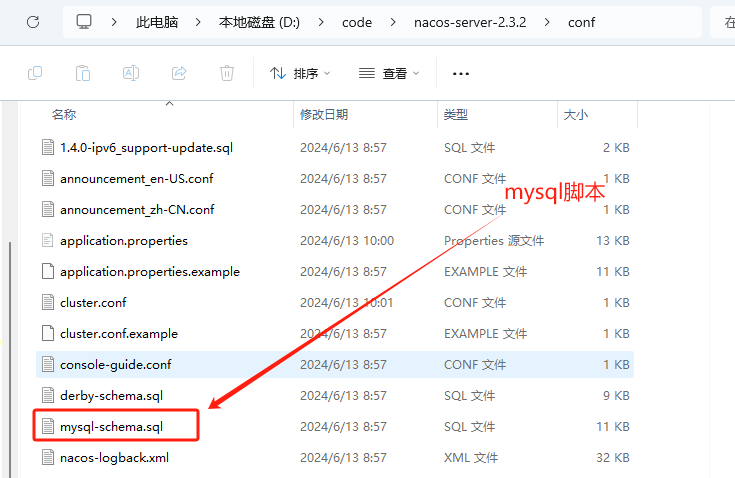 此电脑 > 本地磁盘 (D:) > code > nacos-server-2.3.2 > conf 在
排序 查看 ...
名称 修改日期 类型 大小
1.4.0-ipv6_support-update.sql 2024/6/13 8:57 SQL 文件 2 KB
announcement_en-US.conf 2024/6/13 8:57 CONF 文件 1 KB
mysql脚本
announcement_zh-CN.conf 2024/6/13 8:57 CONF 文件 1 KB
application.properties 2024/6/13 10:00 Properties 源文件 13 KB
application.properties.example 2024/6/13 8:57 EXAMPLE 文件 11 KB
cluster.conf 2024/6/13 10:01 CONF 文件 1 KB
cluster.conf.example 2024/6/13 8:57 EXAMPLE 文件 1 KB
console-guide.conf 2024/6/13 8:57 CONF 文件 1 KB
derby-schema.sql 2024/6/13 8:57 SQL 文件 9 KB
mysql-schema.sql 2024/6/13 8:57 SQL 文件 11 KB
nacos-logback.xml 2024/6/13 8:57 XML 文件 32 KB